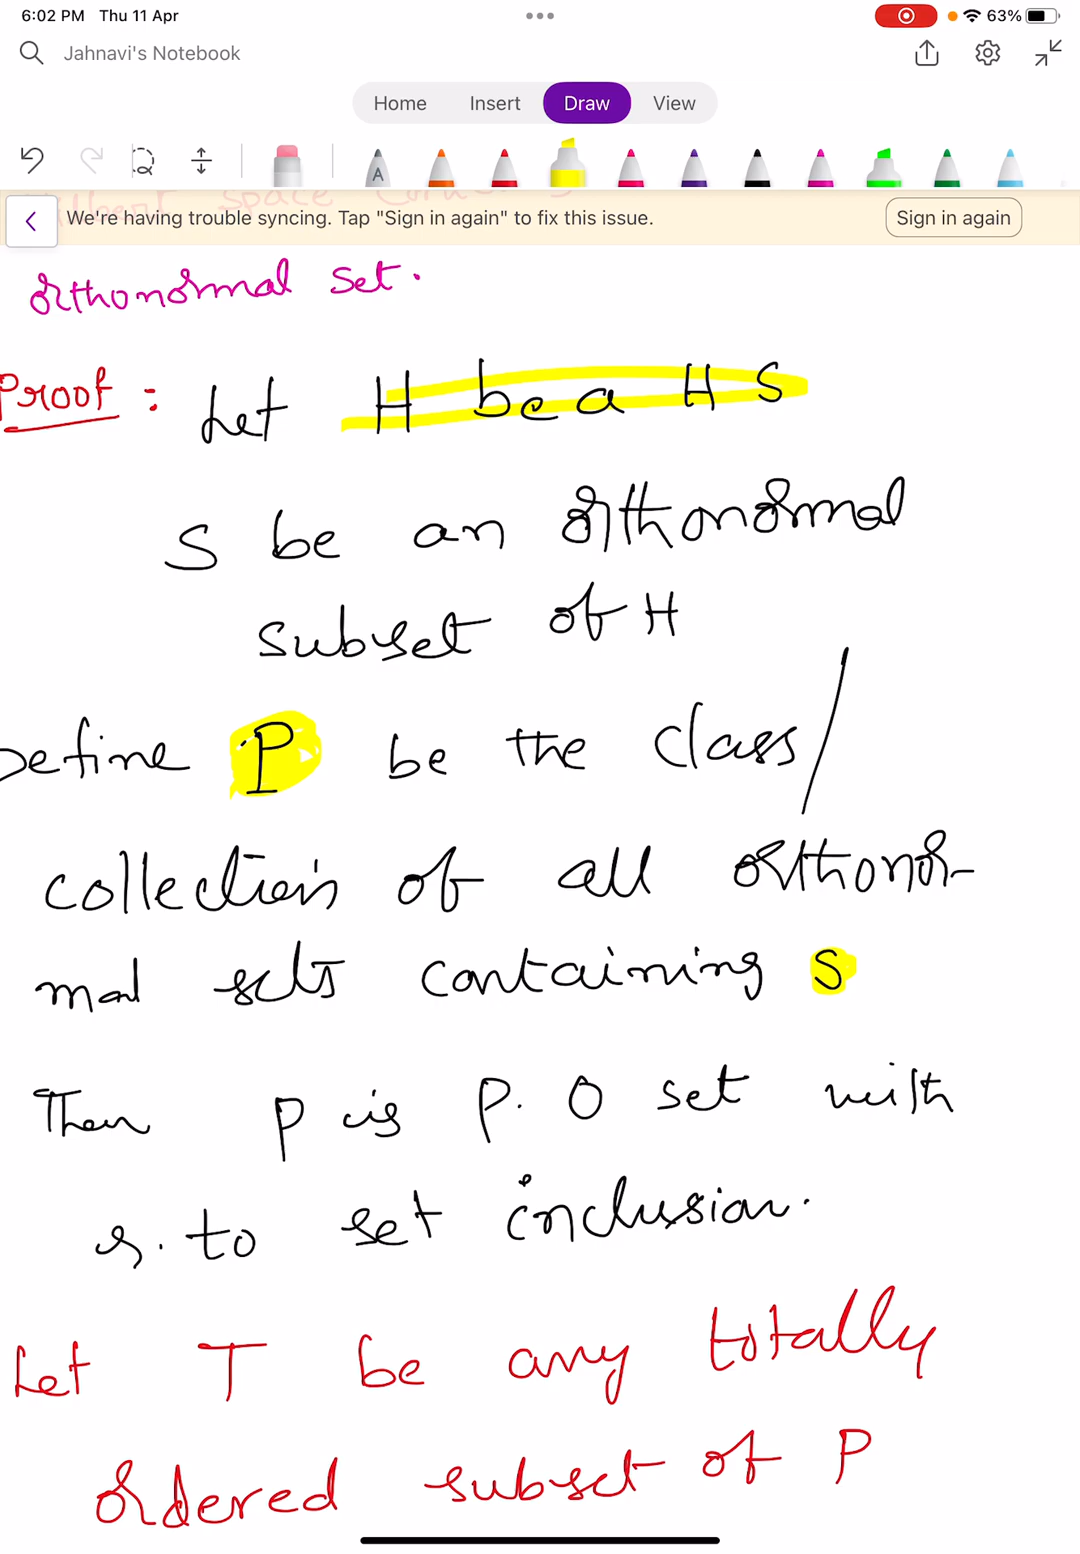 6:02 PM Thu 11 Apr
63%
Jahnavi's Notebook
Home Insert Draw View
A
space
We're having trouble syncing. Tap "Sign in again" to fix this issue.
Sign in again
orthonormal set.
Proof : Let H be a H S
S be an orthonormal
subset of H
Define P be the class/
collection of all orthonor-
mal sets containing S
Then P is P.O set with
r. to set inclusion.
Let T be any totally
ordered subset of P